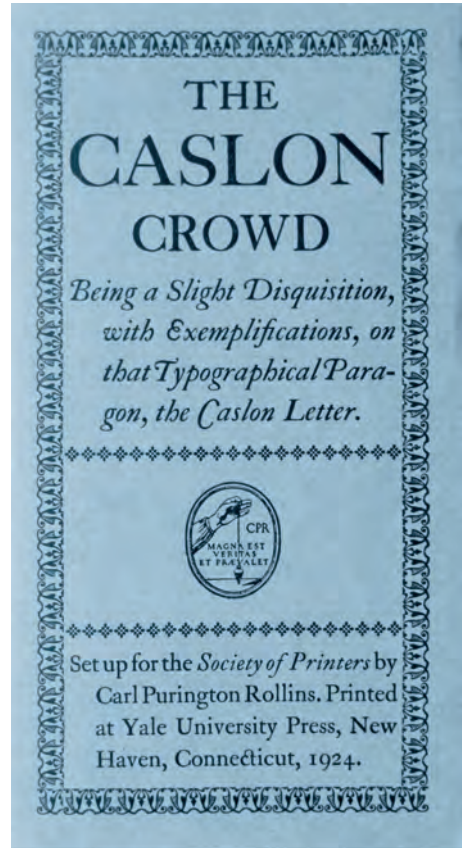 THE
CASLON
CROWD
Being a Slight Disquisition,
with Exemplifications, on
that Typographical Para-
gon, the Caslon Letter.
CPR
MAGNA EST
VERITAS
ET PRÆVALET
Set up for the Society of Printers by
Carl Purington Rollins. Printed
at Yale University Press, New
Haven, Connecticut, 1924.